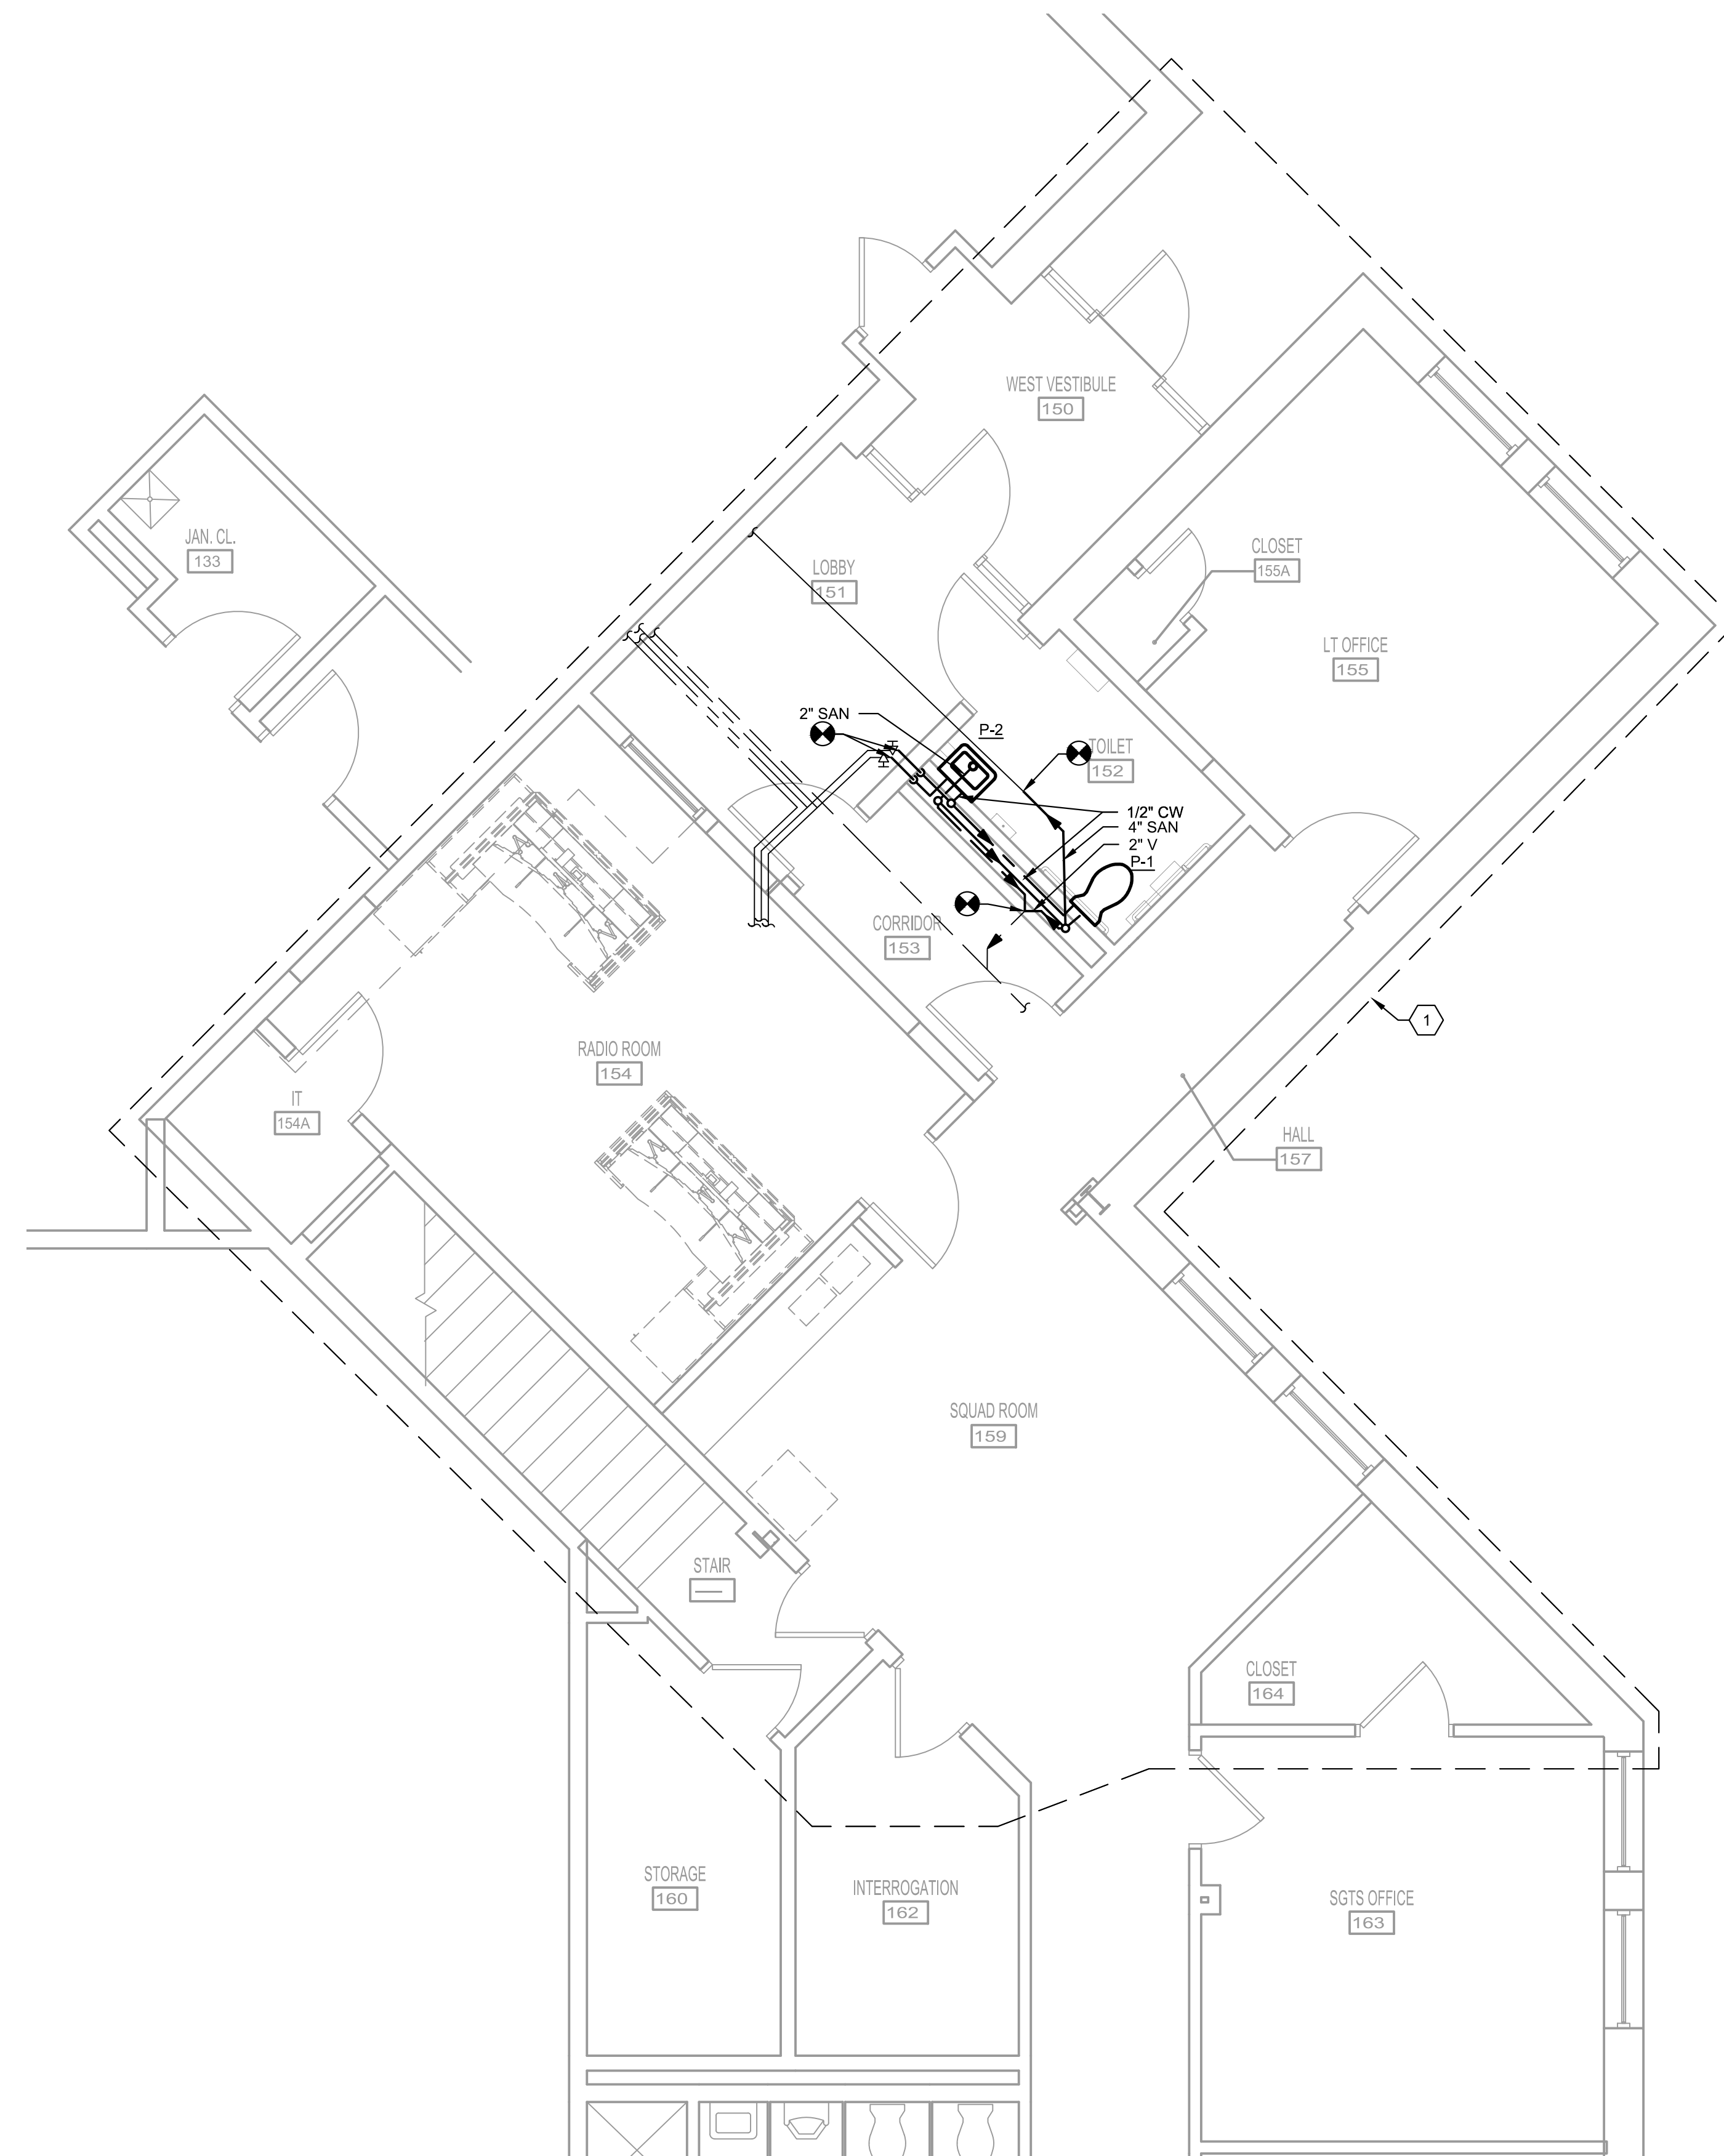 WEST VESTIBULE
150
JAN. CL.
133
LOBBY
151
CLOSET
155A
LT OFFICE
155
2" SAN
P-2
TOILET
152
1/2" CW
4" SAN
2" V
P-1
CORRIDOR
153
1
RADIO ROOM
154
IT
154A
HALL
157
SQUAD ROOM
159
STAIR
CLOSET
164
STORAGE
160
INTERROGATION
162
SGTS OFFICE
163